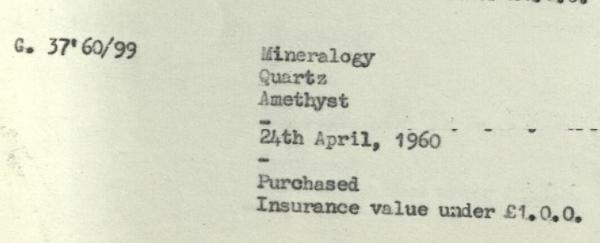 G. 37'60/99
Mineralogy
Quartz
Amethyst
-
24th April, 1960
-
Purchased
Insurance value under £1.0.0.